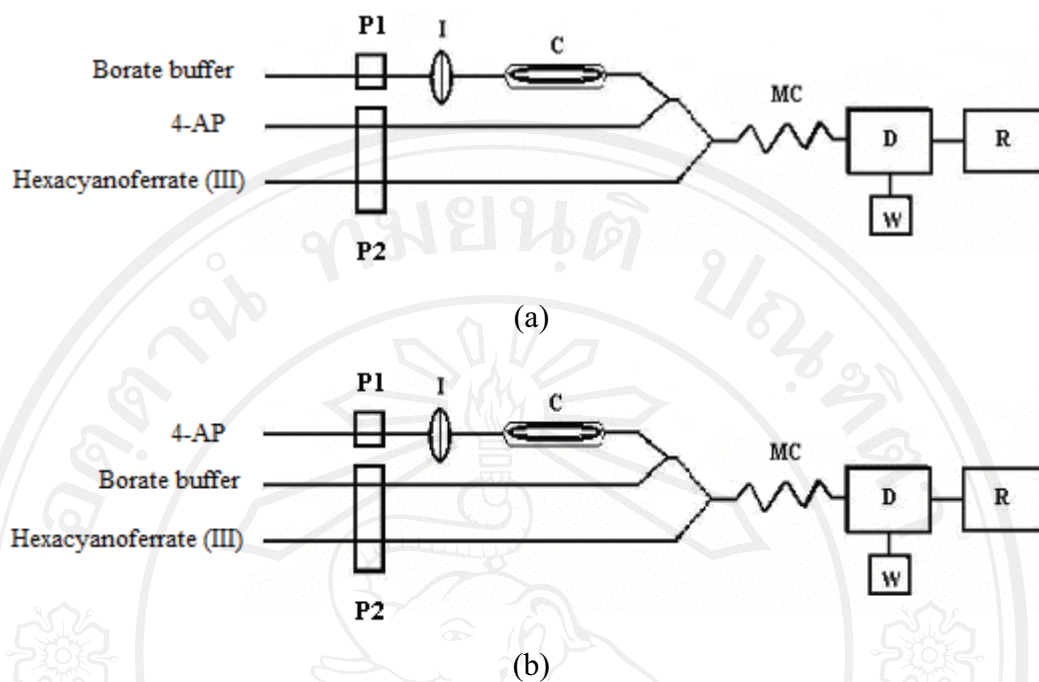 P1 I C
Borate buffer
MC
4-AP
D R
Hexacyanoferrate (III)
W
P2
(a)
P1 I C
4-AP
MC
Borate buffer
D R
Hexacyanoferrate (III)
W
P2
(b)